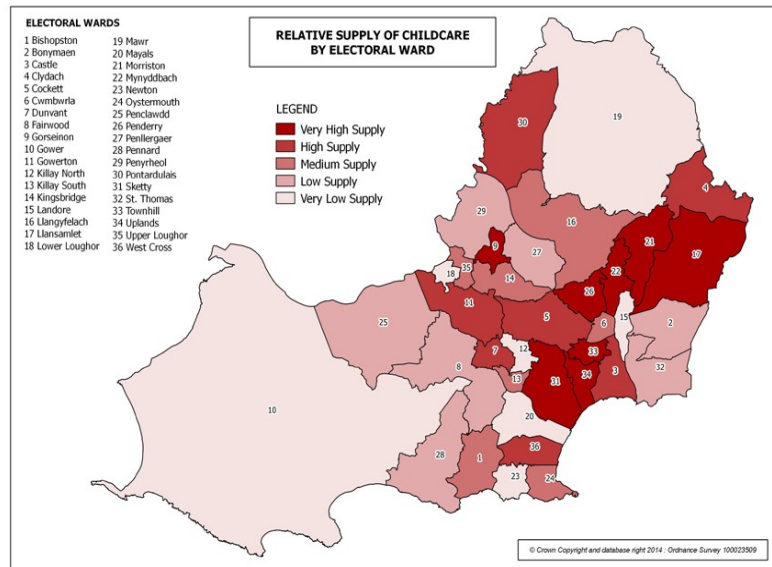 ELECTORAL WARDS
1 Bishopston
2 Bonymaen
3 Castle
4 Clydach
5 Cockett
6 Cwmbwrla
7 Dunvant
8 Fairwood
9 Gorseinon
10 Gower
11 Gowerton
12 Killay North
13 Killay South
14 Kingsbridge
15 Landore
16 Llangyfelach
17 Llansamlet
18 Lower Loughor
19 Mawr
20 Mayals
21 Morriston
22 Mynyddbach
23 Newton
24 Oystermouth
25 Penclawdd
26 Penderry
27 Penllergaer
28 Pennard
29 Penyrheol
30 Pontardulais
31 Sketty
32 St. Thomas
33 Townhill
34 Uplands
35 Upper Loughor
36 West Cross
RELATIVE SUPPLY OF CHILDCARE
BY ELECTORAL WARD
LEGEND
Very High Supply
High Supply
Medium Supply
Low Supply
Very Low Supply
30
19
4
29
16
9
27
21
17
22
18
35
14
26
11
15
25
5
6
2
7
12
33
8
32
13
31
34
3
10
20
36
28
1
23
24
© Crown Copyright and database right 2014 : Ordnance Survey 100023509